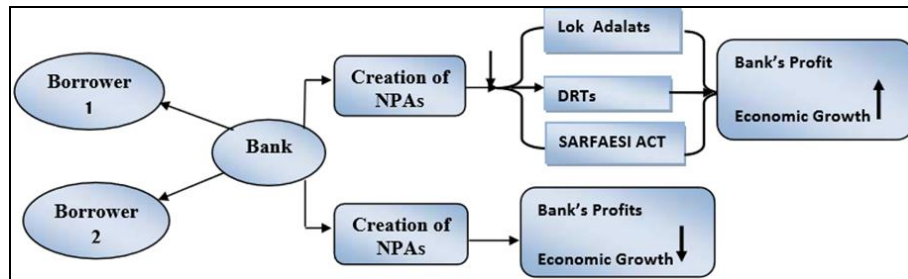 Borrower
1
Borrower
2
Bank
Creation of
NPAs
Lok Adalats
DRTs
SARFAESI ACT
Bank's Profit
Economic Growth
Creation of
NPAs
Bank's Profits
Economic Growth